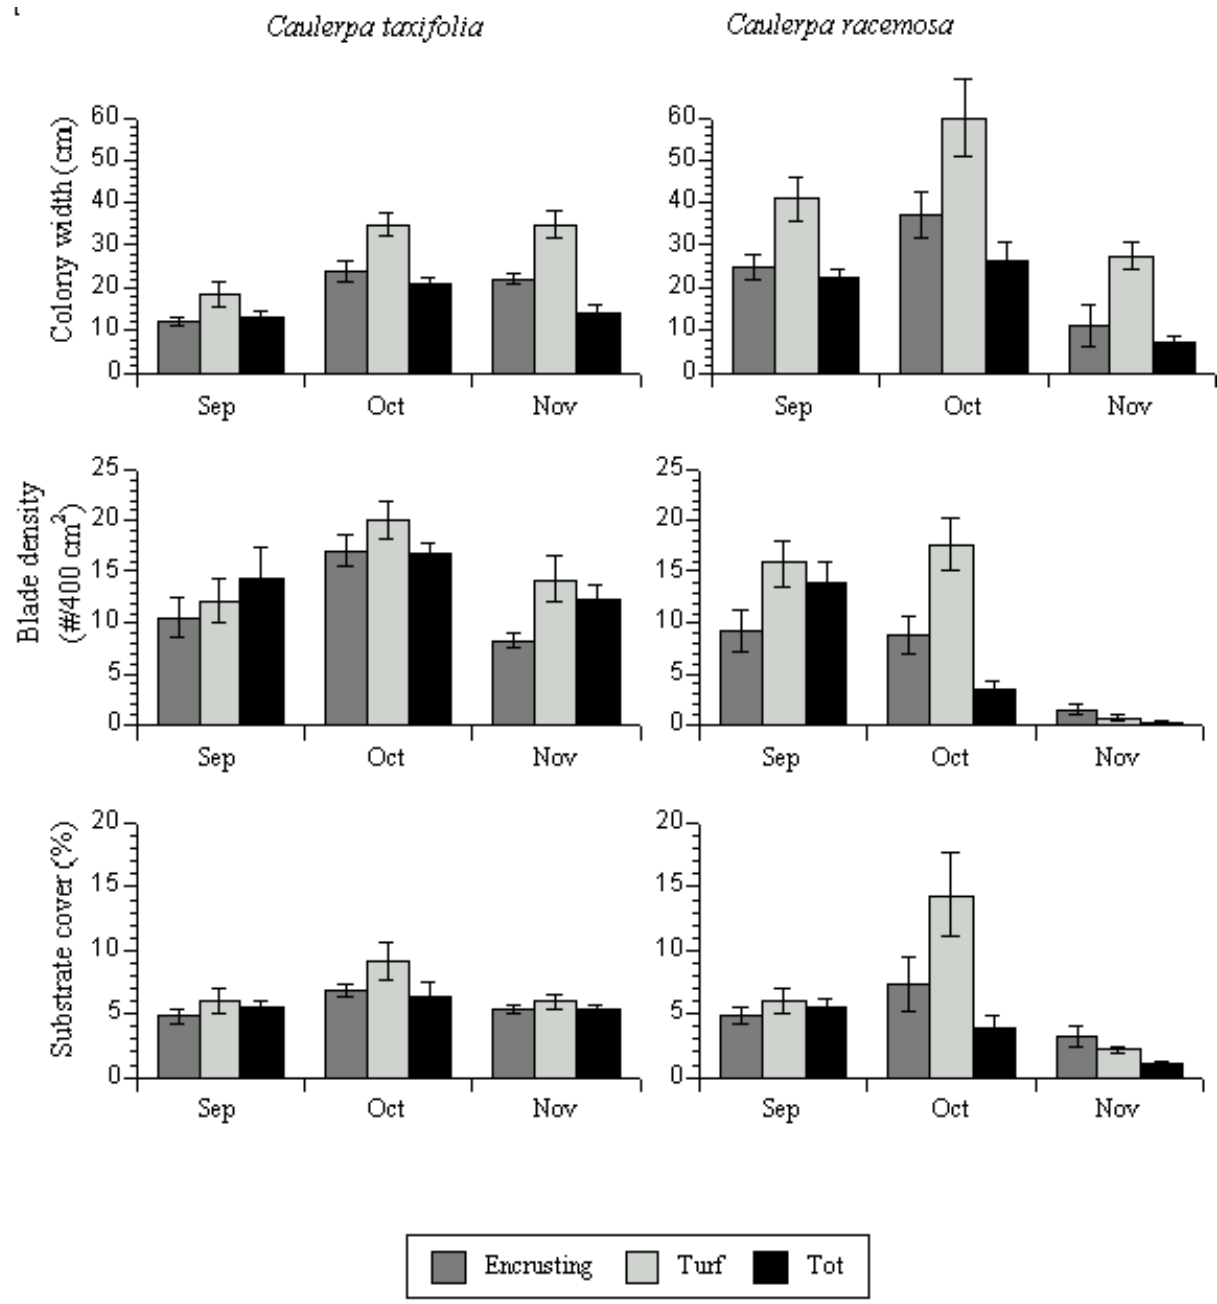 Caulerpa taxifolia
Caulerpa racemosa
Colony width (cm)
60
50
40
30
20
10
0
Sep Oct Nov
60
50
40
30
20
10
0
Sep Oct Nov
Blade density
(#/400 cm²)
25
20
15
10
5
0
Sep Oct Nov
25
20
15
10
5
0
Sep Oct Nov
Substrate cover (%)
20
15
10
5
0
Sep Oct Nov
20
15
10
5
0
Sep Oct Nov
Encrusting Turf Tot